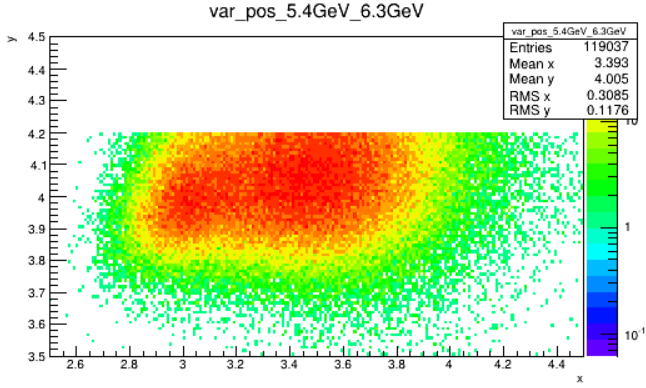 var_pos_5.4GeV_6.3GeV
var_pos_5.4GeV_6.3GeV
Entries 119037
Mean x 3.393
Mean y 4.005
RMS x 0.3085
RMS y 0.1176
y
4.5
4.4
4.3
4.2
4.1
4
3.9
3.8
3.7
3.6
3.5
2.6 2.8 3 3.2 3.4 3.6 3.8 4 4.2 4.4
x
10
1
10⁻¹